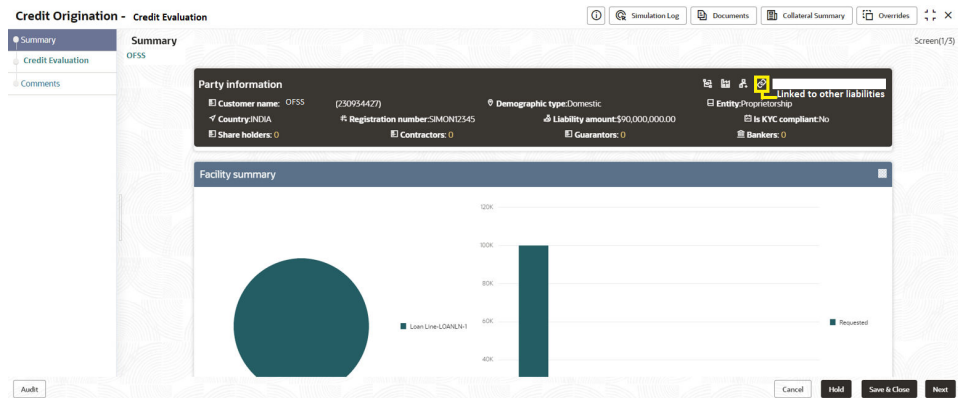 Credit Origination - Credit Evaluation
Simulation Log
Documents
Collateral Summary
Overrides
Summary
Credit Evaluation
Comments
Summary
Screen(1/3)
OFSS
Party information
Linked to other liabilities
Customer name: OFSS (230934427)
Demographic type:Domestic
Entity:Proprietorship
Country:INDIA
Registration number:SIMON12345
Liability amount:$90,000,000.00
Is KYC compliant:No
Share holders: 0
Contractors: 0
Guarantors: 0
Bankers: 0
Facility summary
120K
100K
80K
60K
40K
Loan Line-LOANLN-1
Requested
Audit
Cancel
Hold
Save & Close
Next